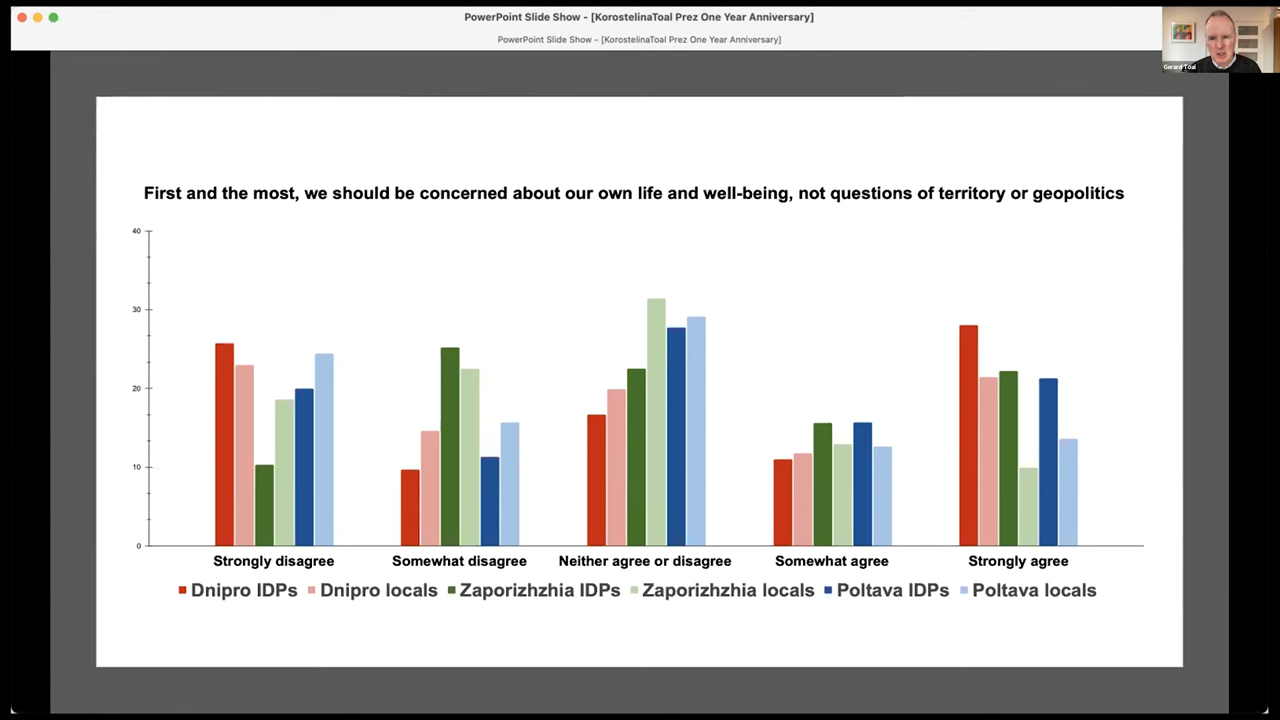 PowerPoint Slide Show - [KorostelinaToal Prez One Year Anniversary]
PowerPoint Slide Show – [KorostelinaToal Prez One Year Anniversary]
Gerard Toal
First and the most, we should be concerned about our own life and well-being, not questions of territory or geopolitics
40
30
20
10
0
Strongly disagree Somewhat disagree Neither agree or disagree Somewhat agree Strongly agree
Dnipro IDPs Dnipro locals Zaporizhzhia IDPs Zaporizhzhia locals Poltava IDPs Poltava locals